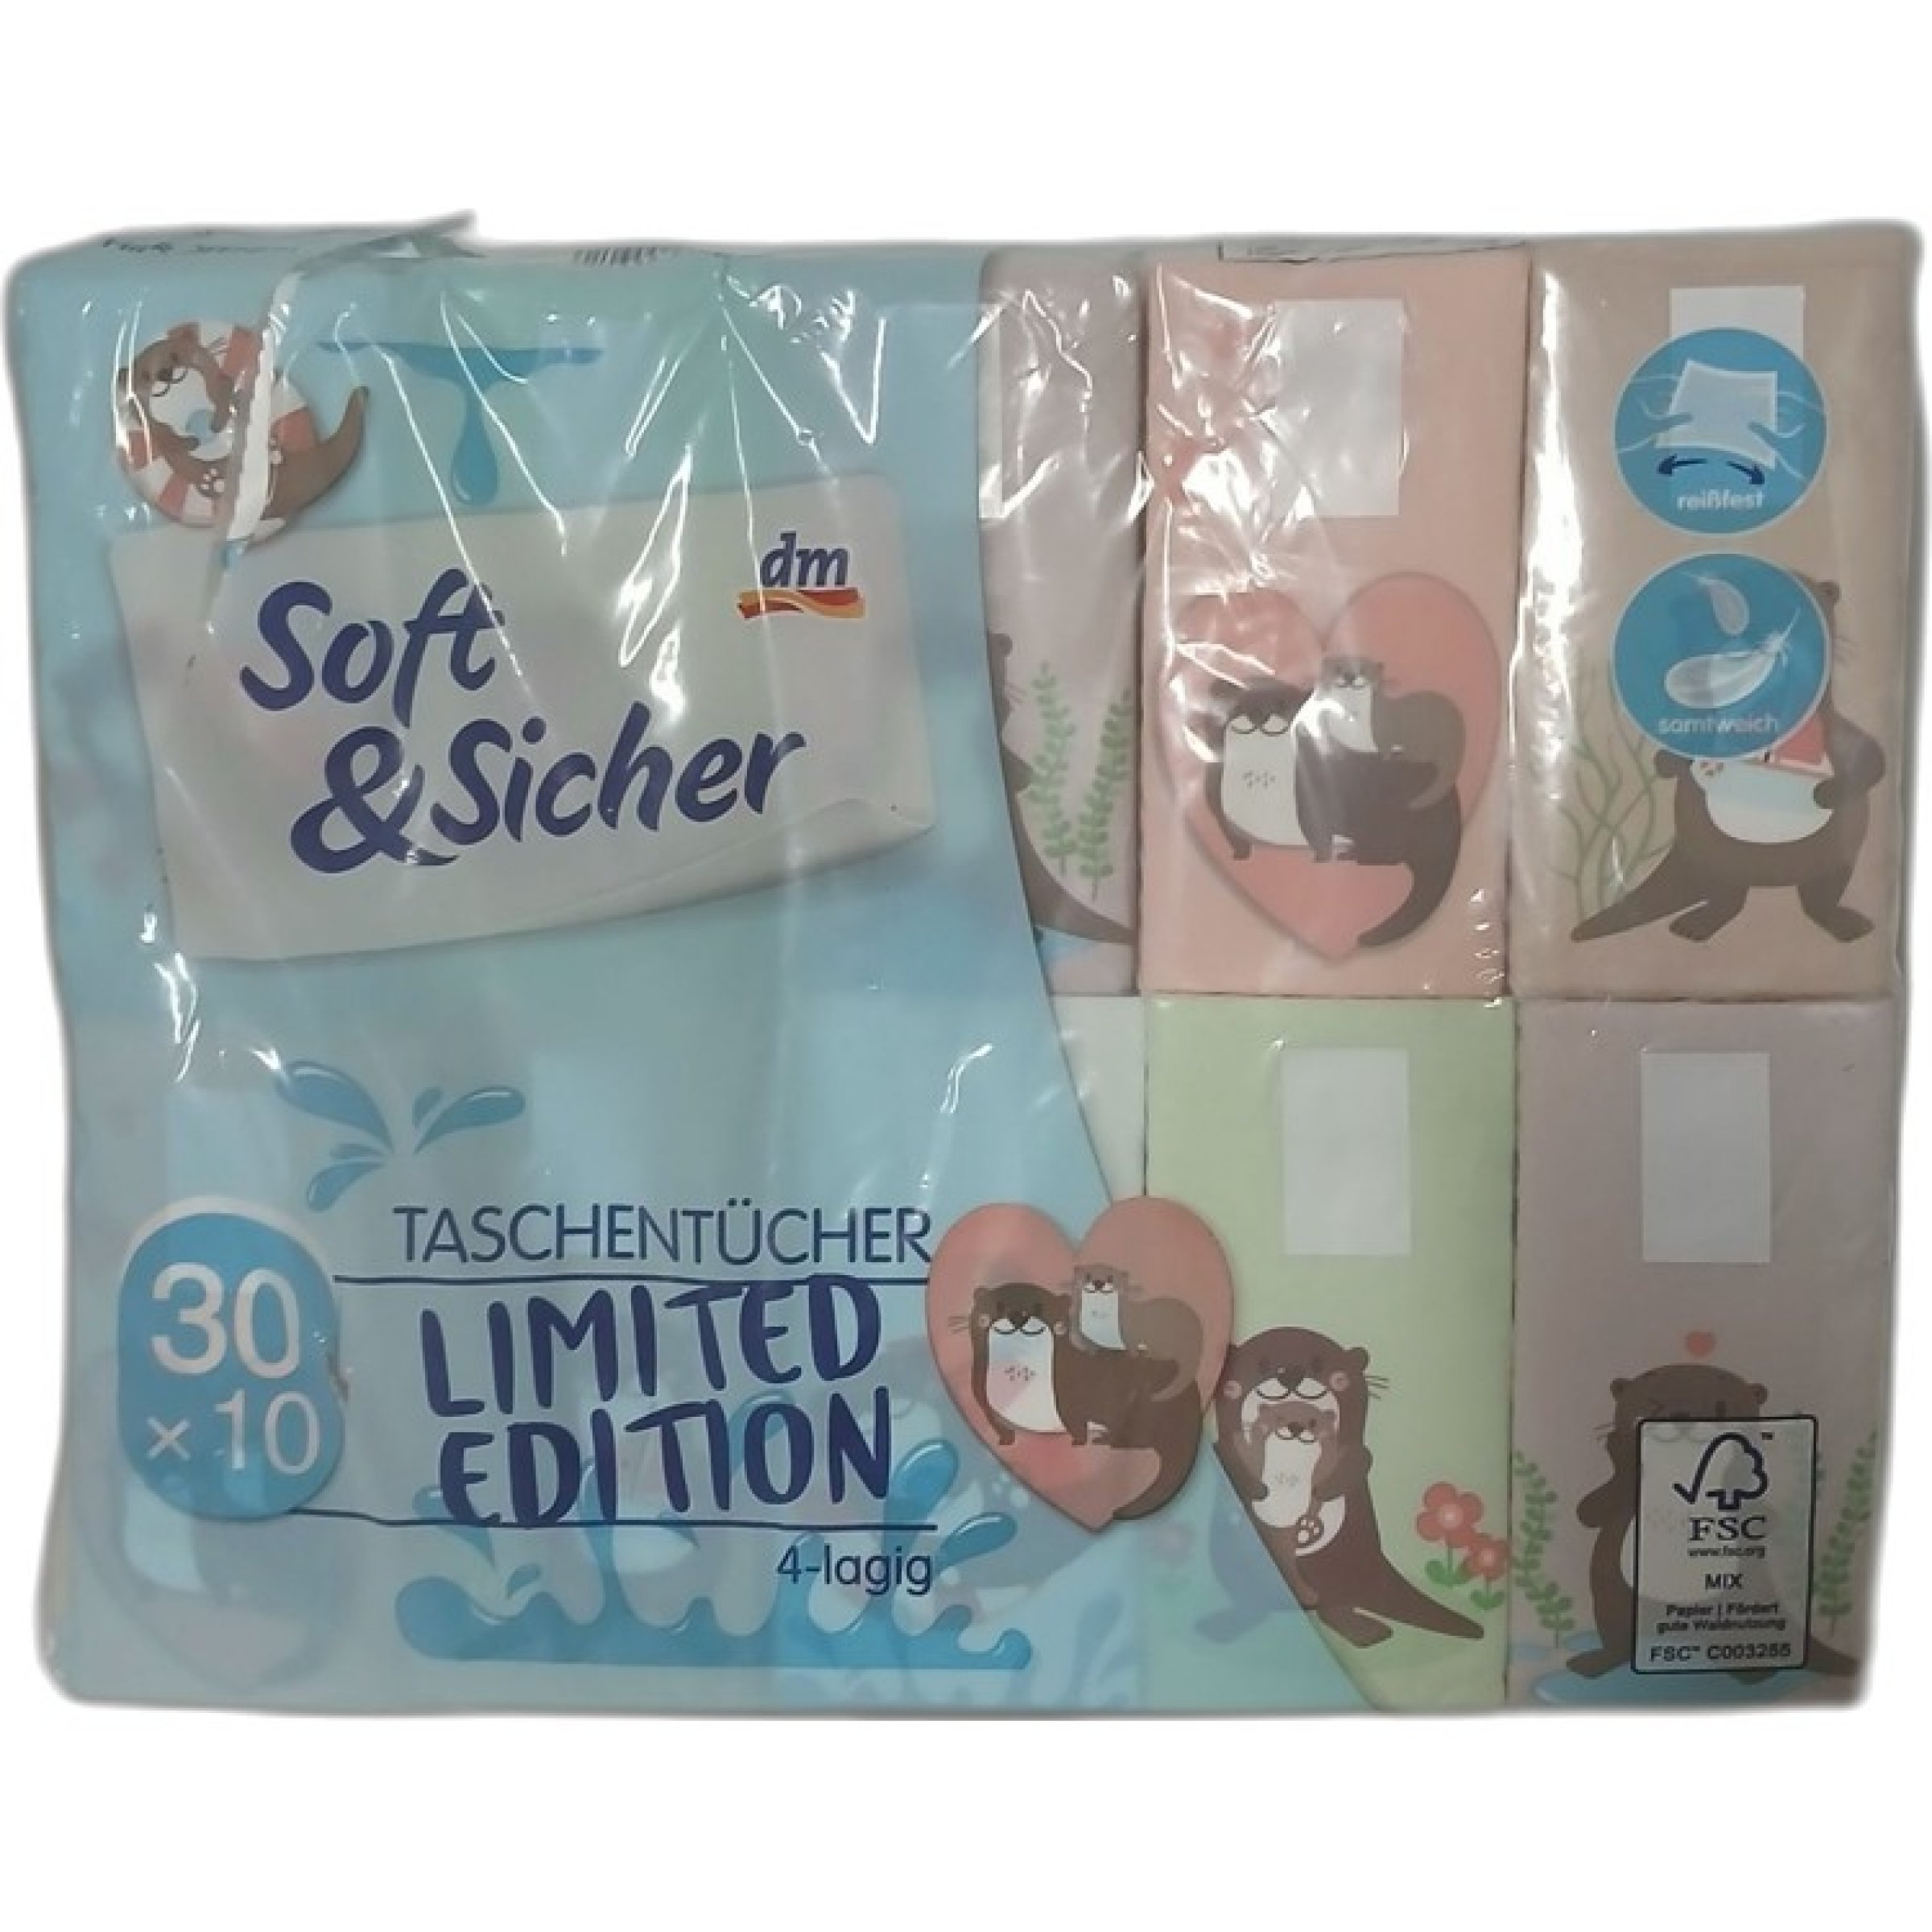 dm
Soft
&Sicher
TASCHENTÜCHER
30
× 10
LIMITED
EDITION
4-lagig
reißfest
samtweich
FSC™
www.fsc.org
MIX
Papier | Fördert
gute Waldnutzung
FSC™ C003255